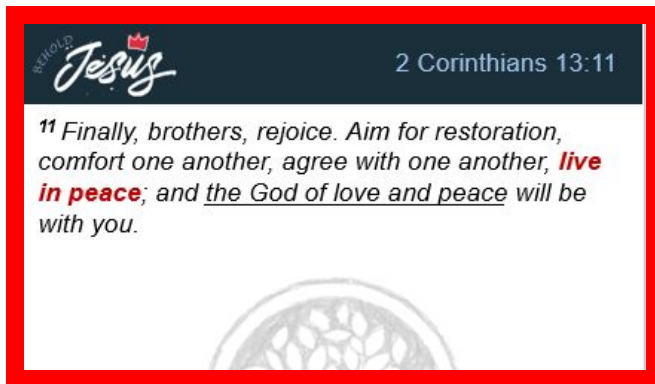 BEHOLD
Jesus
2 Corinthians 13:11
11 Finally, brothers, rejoice. Aim for restoration,
comfort one another, agree with one another, live
in peace; and the God of love and peace will be
with you.